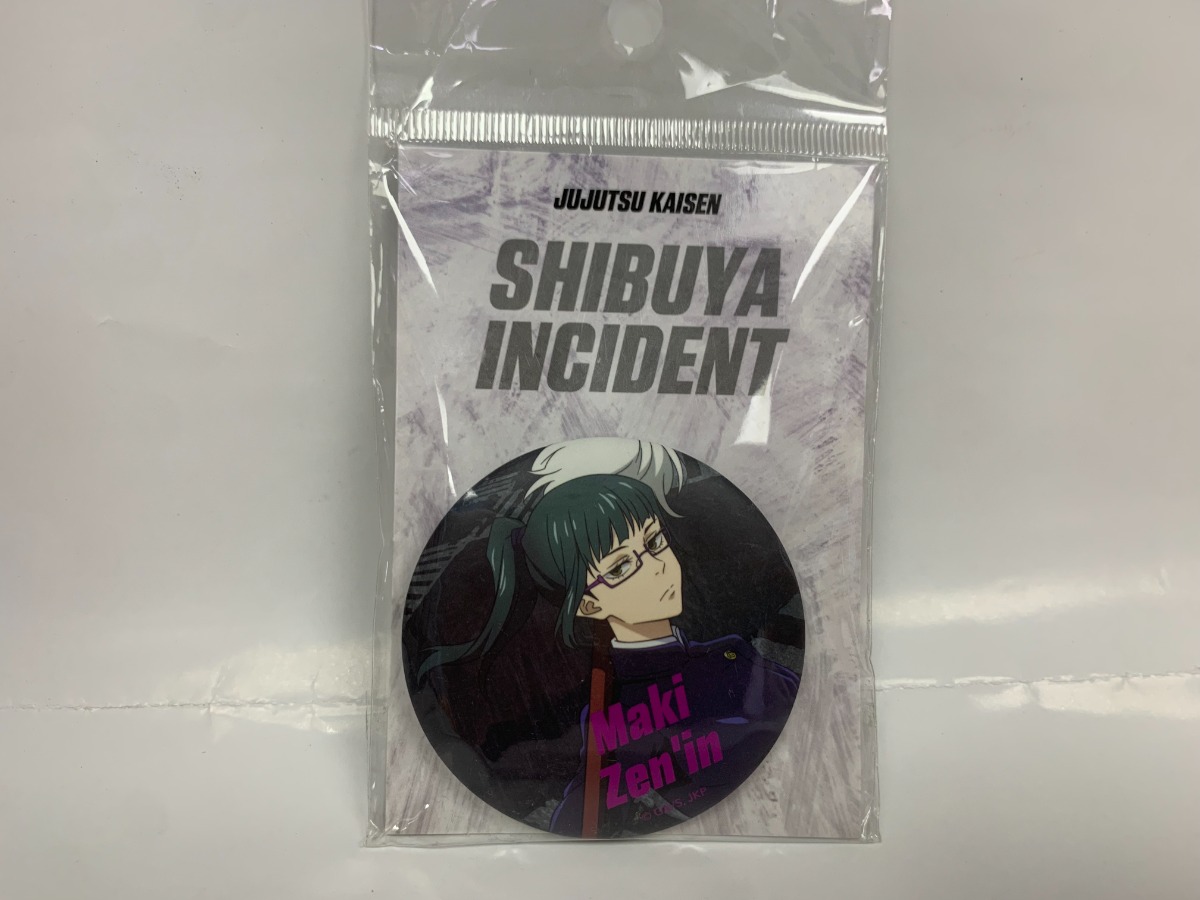 JUJUTSU KAISEN
SHIBUYA
INCIDENT
Maki
Zen'in